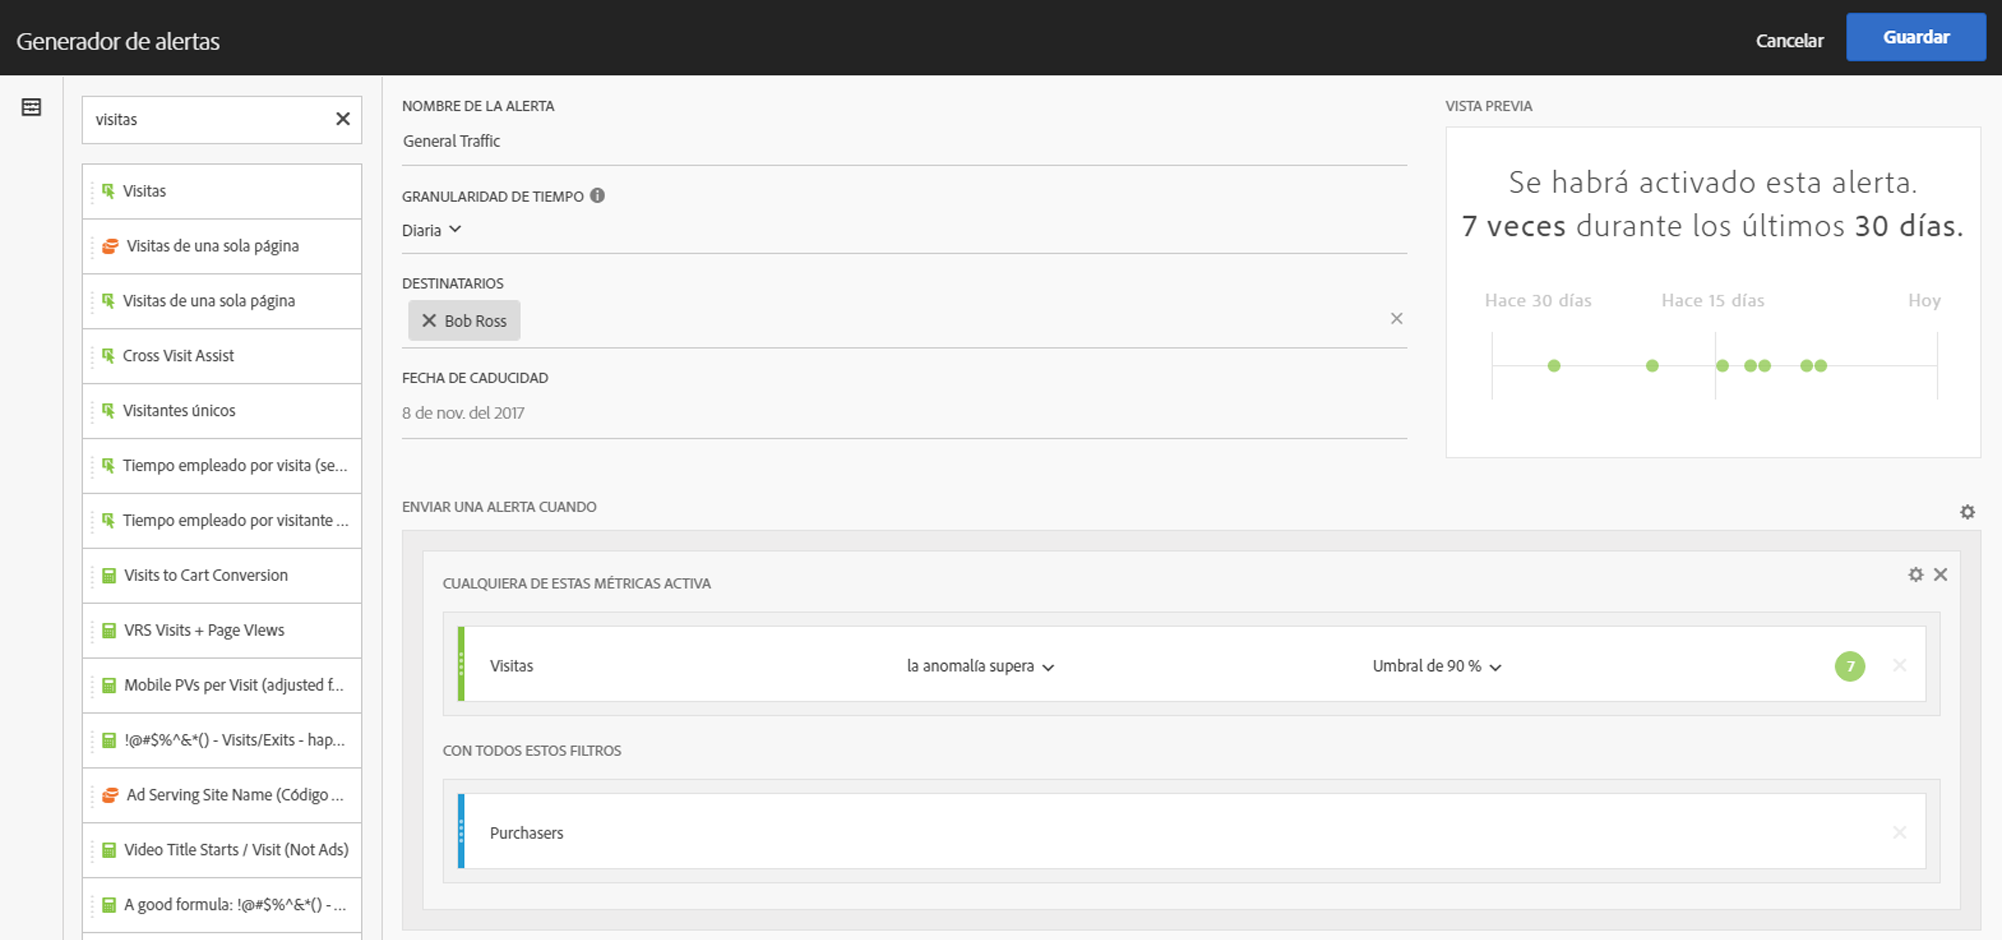 Generador de alertas
Cancelar
Guardar
visitas
Visitas
Visitas de una sola página
Visitas de una sola página
Cross Visit Assist
Visitantes únicos
Tiempo empleado por visita (se...
Tiempo empleado por visitante ...
Visits to Cart Conversion
VRS Visits + Page VIews
Mobile PVs per Visit (adjusted f...
!@#$%^&*() - Visits/Exits - hap...
Ad Serving Site Name (Código ...
Video Title Starts / Visit (Not Ads)
A good formula: !@#$%^&*() - ...
NOMBRE DE LA ALERTA
General Traffic
GRANULARIDAD DE TIEMPO
Diaria
DESTINATARIOS
Bob Ross
FECHA DE CADUCIDAD
8 de nov. del 2017
VISTA PREVIA
Se habrá activado esta alerta.
7 veces durante los últimos 30 días.
Hace 30 días
Hace 15 días
Hoy
ENVIAR UNA ALERTA CUANDO
CUALQUIERA DE ESTAS MÉTRICAS ACTIVA
Visitas
la anomalía supera
Umbral de 90 %
7
CON TODOS ESTOS FILTROS
Purchasers